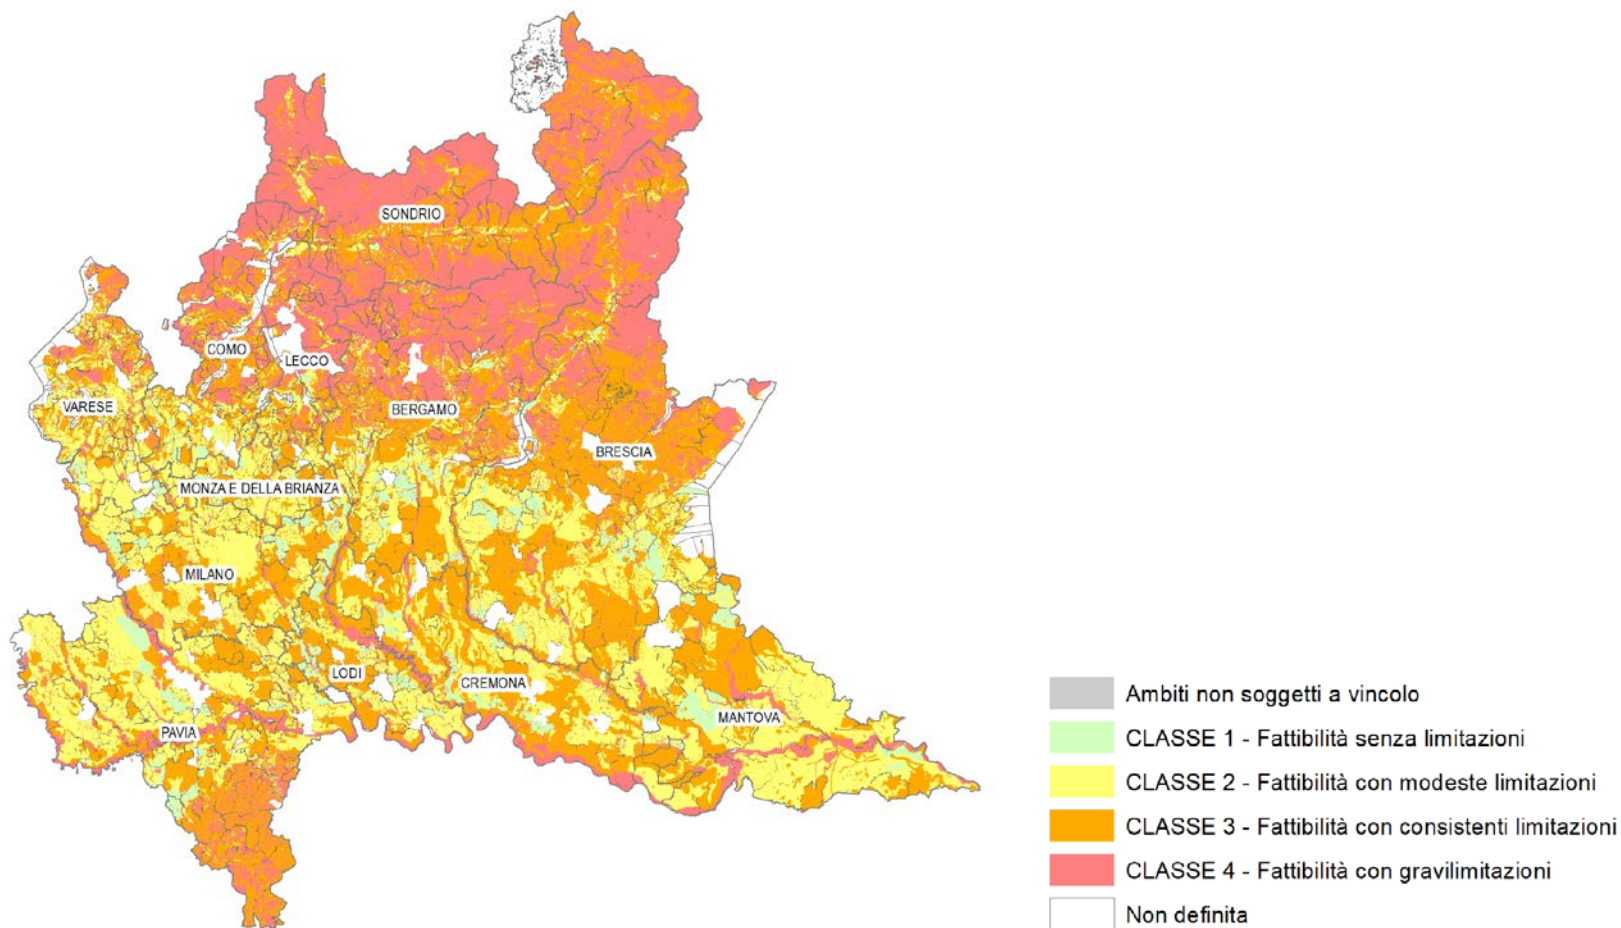 SONDRIO
COMO
LECCO
VARESE
BERGAMO
BRESCIA
MONZA E DELLA BRIANZA
MILANO
LODI
CREMONA
MANTOVA
PAVIA
Ambiti non soggetti a vincolo
CLASSE 1 - Fattibilità senza limitazioni
CLASSE 2 - Fattibilità con modeste limitazioni
CLASSE 3 - Fattibilità con consistenti limitazioni
CLASSE 4 - Fattibilità con gravilimitazioni
Non definita